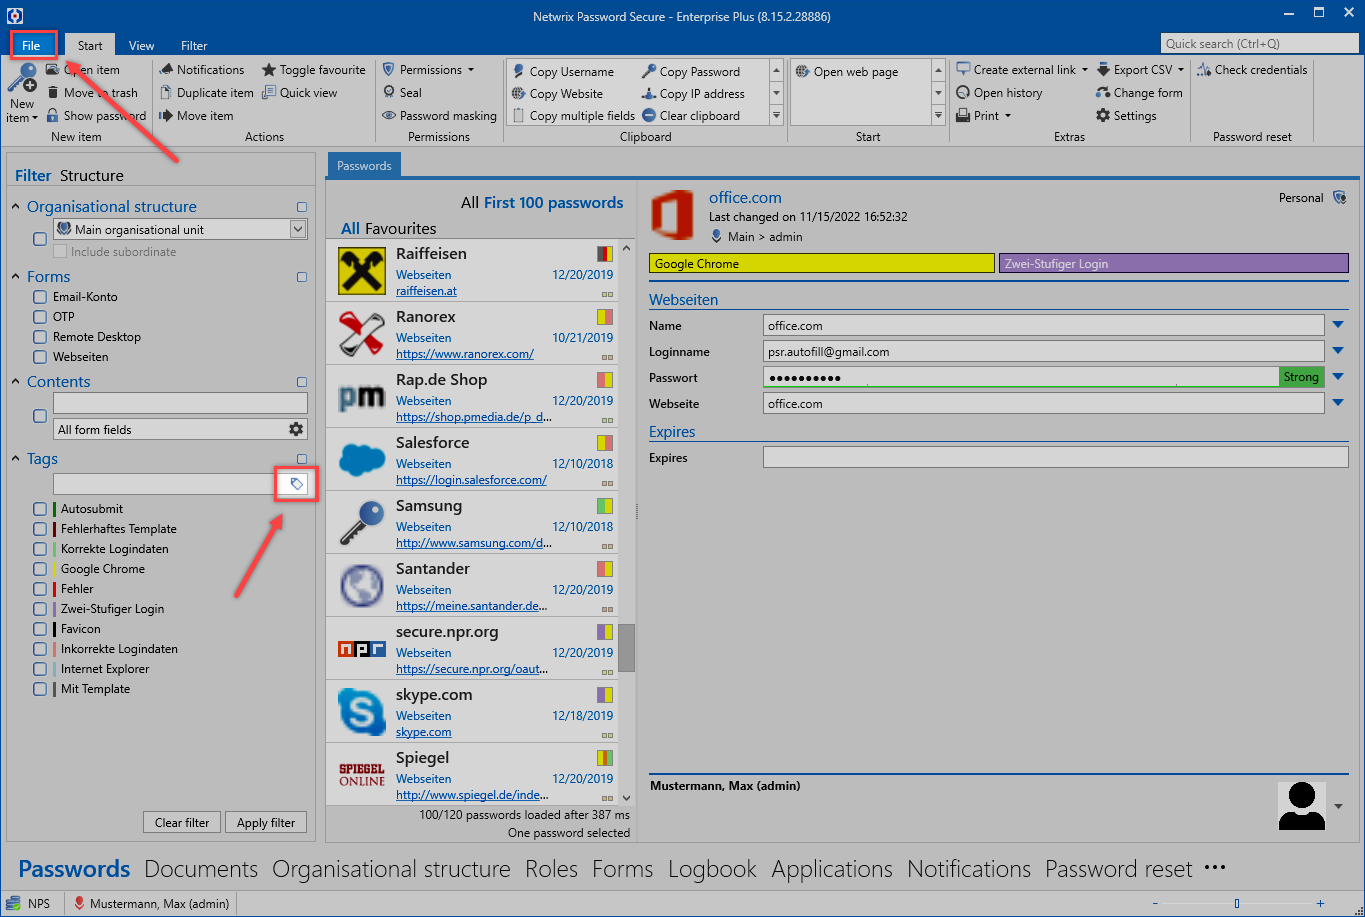 Netwrix Password Secure - Enterprise Plus (8.15.2.28886)
File Start View Filter
Quick search (Ctrl+Q)
New item
Open item
Move to trash
Show password
New item
Notifications
Duplicate item
Move item
Toggle favourite
Quick view
Actions
Permissions
Seal
Password masking
Permissions
Copy Username
Copy Website
Copy multiple fields
Copy Password
Copy IP address
Clear clipboard
Clipboard
Open web page
Start
Create external link
Open history
Print
Export CSV
Change form
Settings
Extras
Check credentials
Password reset
Filter Structure
Organisational structure
Main organisational unit
Include subordinate
Forms
Email-Konto
OTP
Remote Desktop
Webseiten
Contents
All form fields
Tags
Autosubmit
Fehlerhaftes Template
Korrekte Logindaten
Google Chrome
Fehler
Zwei-Stufiger Login
Favicon
Inkorrekte Logindaten
Internet Explorer
Mit Template
Clear filter Apply filter
Passwords
All First 100 passwords
All Favourites
Raiffeisen
Webseiten 12/20/2019
raiffeisen.at
Ranorex
Webseiten 10/21/2019
https://www.ranorex.com/
pm
Rap.de Shop
Webseiten 12/20/2019
https://shop.pmedia.de/p_d...
Salesforce
Webseiten 12/10/2018
https://login.salesforce.com/
Samsung
Webseiten 12/10/2018
http://www.samsung.com/d...
Santander
Webseiten 12/20/2019
https://meine.santander.de...
npr
secure.npr.org
Webseiten 12/20/2019
https://secure.npr.org/oaut...
S
skype.com
Webseiten 12/18/2019
skype.com
SPIEGEL
ONLINE
Spiegel
Webseiten 12/20/2019
http://www.spiegel.de/inde...
100/120 passwords loaded after 387 ms
One password selected
office.com
Last changed on 11/15/2022 16:52:32
Main > admin
Personal
Google Chrome Zwei-Stufiger Login
Webseiten
Name office.com
Loginname psr.autofill@gmail.com
Passwort ●●●●●●●●●● Strong
Webseite office.com
Expires
Expires
Mustermann, Max (admin)
Passwords Documents Organisational structure Roles Forms Logbook Applications Notifications Password reset •••
NPS Mustermann, Max (admin) - +